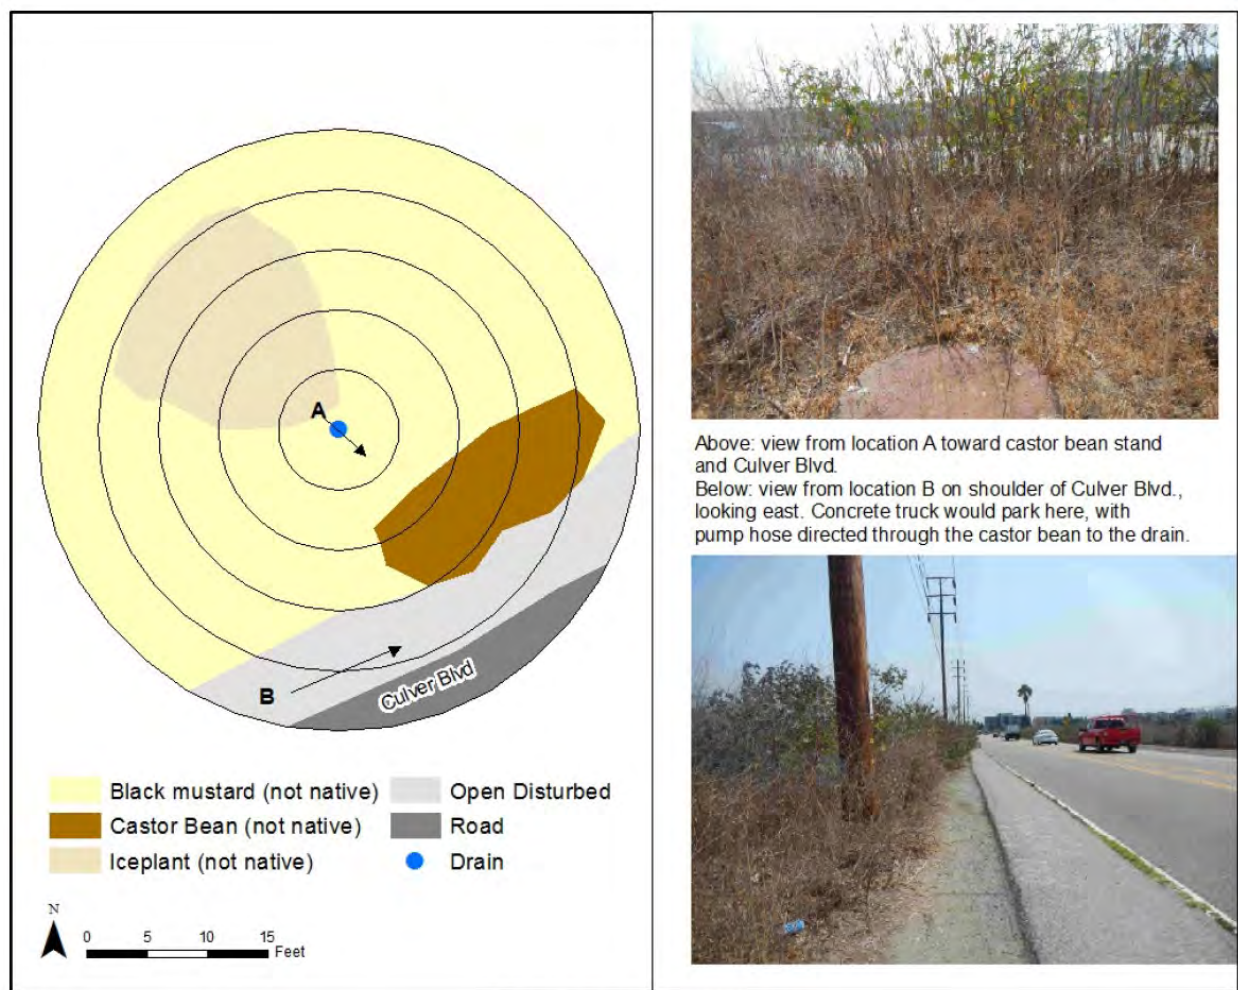 A
B
Culver Blvd
Black mustard (not native)
Castor Bean (not native)
Iceplant (not native)
Open Disturbed
Road
Drain
N
0 5 10 15
Feet
Above: view from location A toward castor bean stand
and Culver Blvd.
Below: view from location B on shoulder of Culver Blvd.,
looking east. Concrete truck would park here, with
pump hose directed through the castor bean to the drain.